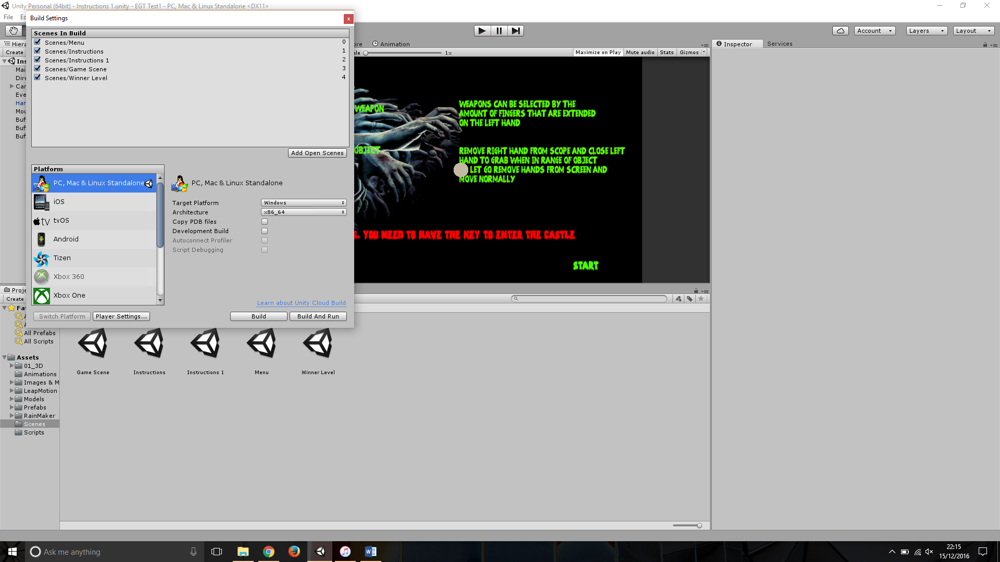 Unity Personal (64bit) - Instructions 1.unity - EGT Test1 - PC, Mac & Linux Standalone <DX11>
File
Build Settings
x
Scenes In Build
Scenes/Menu 0
Scenes/Instructions 1
Scenes/Instructions 1 2
Scenes/Game Scene 3
Scenes/Winner Level 4
Add Open Scenes
Platform
PC, Mac & Linux Standalone
iOS
tvOS
Android
Tizen
Xbox 360
Xbox One
PC, Mac & Linux Standalone
Target Platform Windows
Architecture x86_64
Copy PDB files
Development Build
Autoconnect Profiler
Script Debugging
Learn about Unity Cloud Build
Switch Platform Player Settings... Build Build And Run
Account Layers Layout
Hiera
Create
Ins
Mai
Dire
Can
Eve
Han
Mou
Buf
Buf
Buf
ore Animation
ale 1x Maximize on Play Mute audio Stats Gizmos
WEAPON
OBJECT
WEAPONS CAN BE SELECTED BY THE
AMOUNT OF FINGERS THAT ARE EXTENDED
ON THE LEFT HAND
REMOVE RIGHT HAND FROM SCOPE AND CLOSE LEFT
HAND TO GRAB WHEN IN RANGE OF OBJECT
LET GO REMOVE HANDS FROM SCREEN AND
MOVE NORMALLY
. YOU NEED TO HAVE THE KEY TO ENTER THE CASTLE
START
Inspector Services
Proje
Create
Fav
A
A
All Prefabs
All Scripts
Assets
01_3D
Animations
Images & M
LeapMotion
Models
Prefabs
RainMaker
Scenes
Scripts
Game Scene
Instructions
Instructions 1
Menu
Winner Level
Ask me anything
22:15
15/12/2016